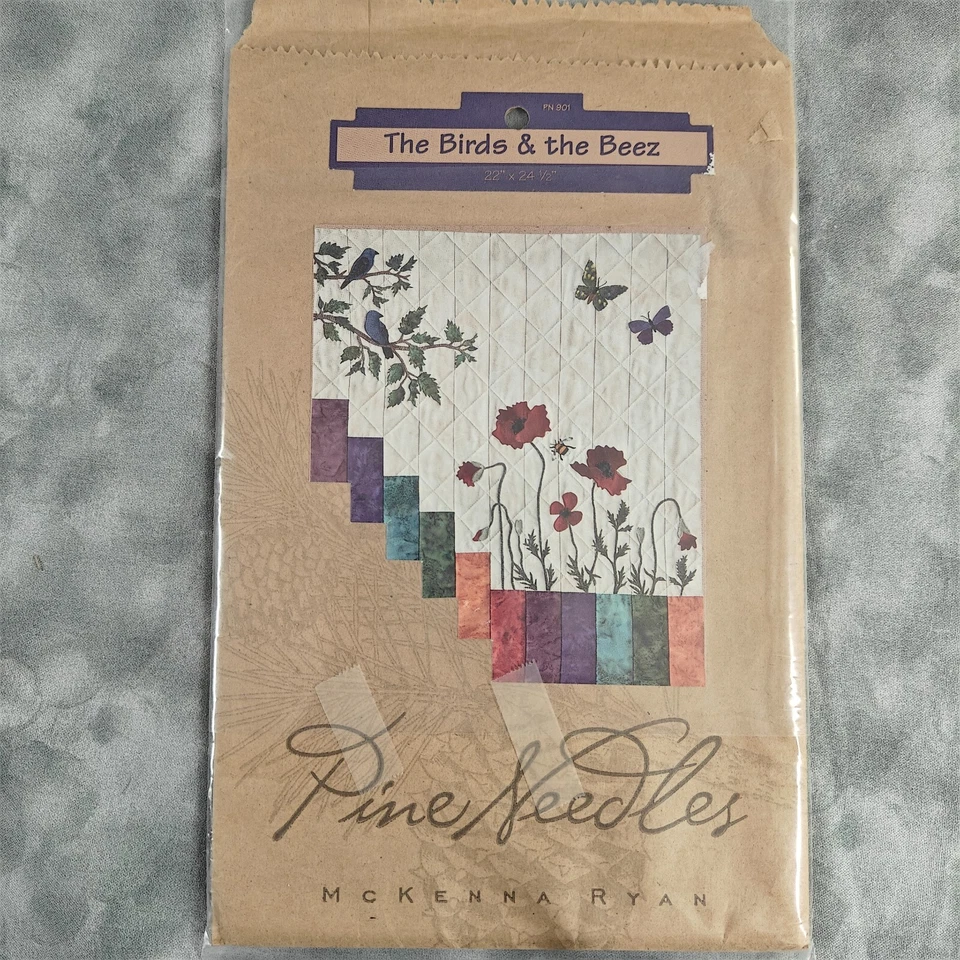 PN 901
The Birds & the Beez
22" x 24 ½"
Pine Needles
McKenna Ryan